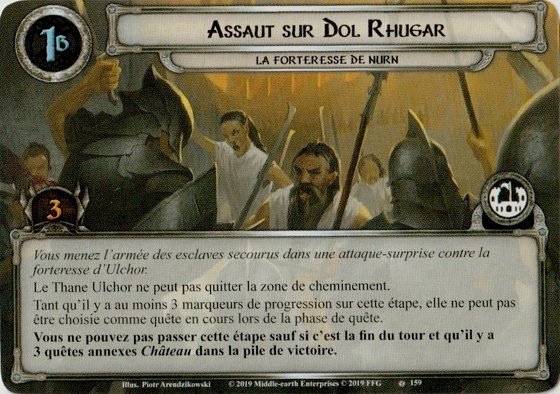 1B
ASSAUT SUR DOL RHUGAR
LA FORTERESSE DE NURN
3
Vous menez l'armée des esclaves secourus dans une attaque-surprise contre la
forteresse d'Ulchor.
Le Thane Ulchor ne peut pas quitter la zone de cheminement.
Tant qu'il y a au moins 3 marqueurs de progression sur cette étape, elle ne peut pas
être choisie comme quête en cours lors de la phase de quête.
Vous ne pouvez pas passer cette étape sauf si c'est la fin du tour et qu'il y a
3 quêtes annexes Château dans la pile de victoire.
Illus. Piotr Arendzikowski © 2019 Middle-earth Enterprises © 2019 FFG 159